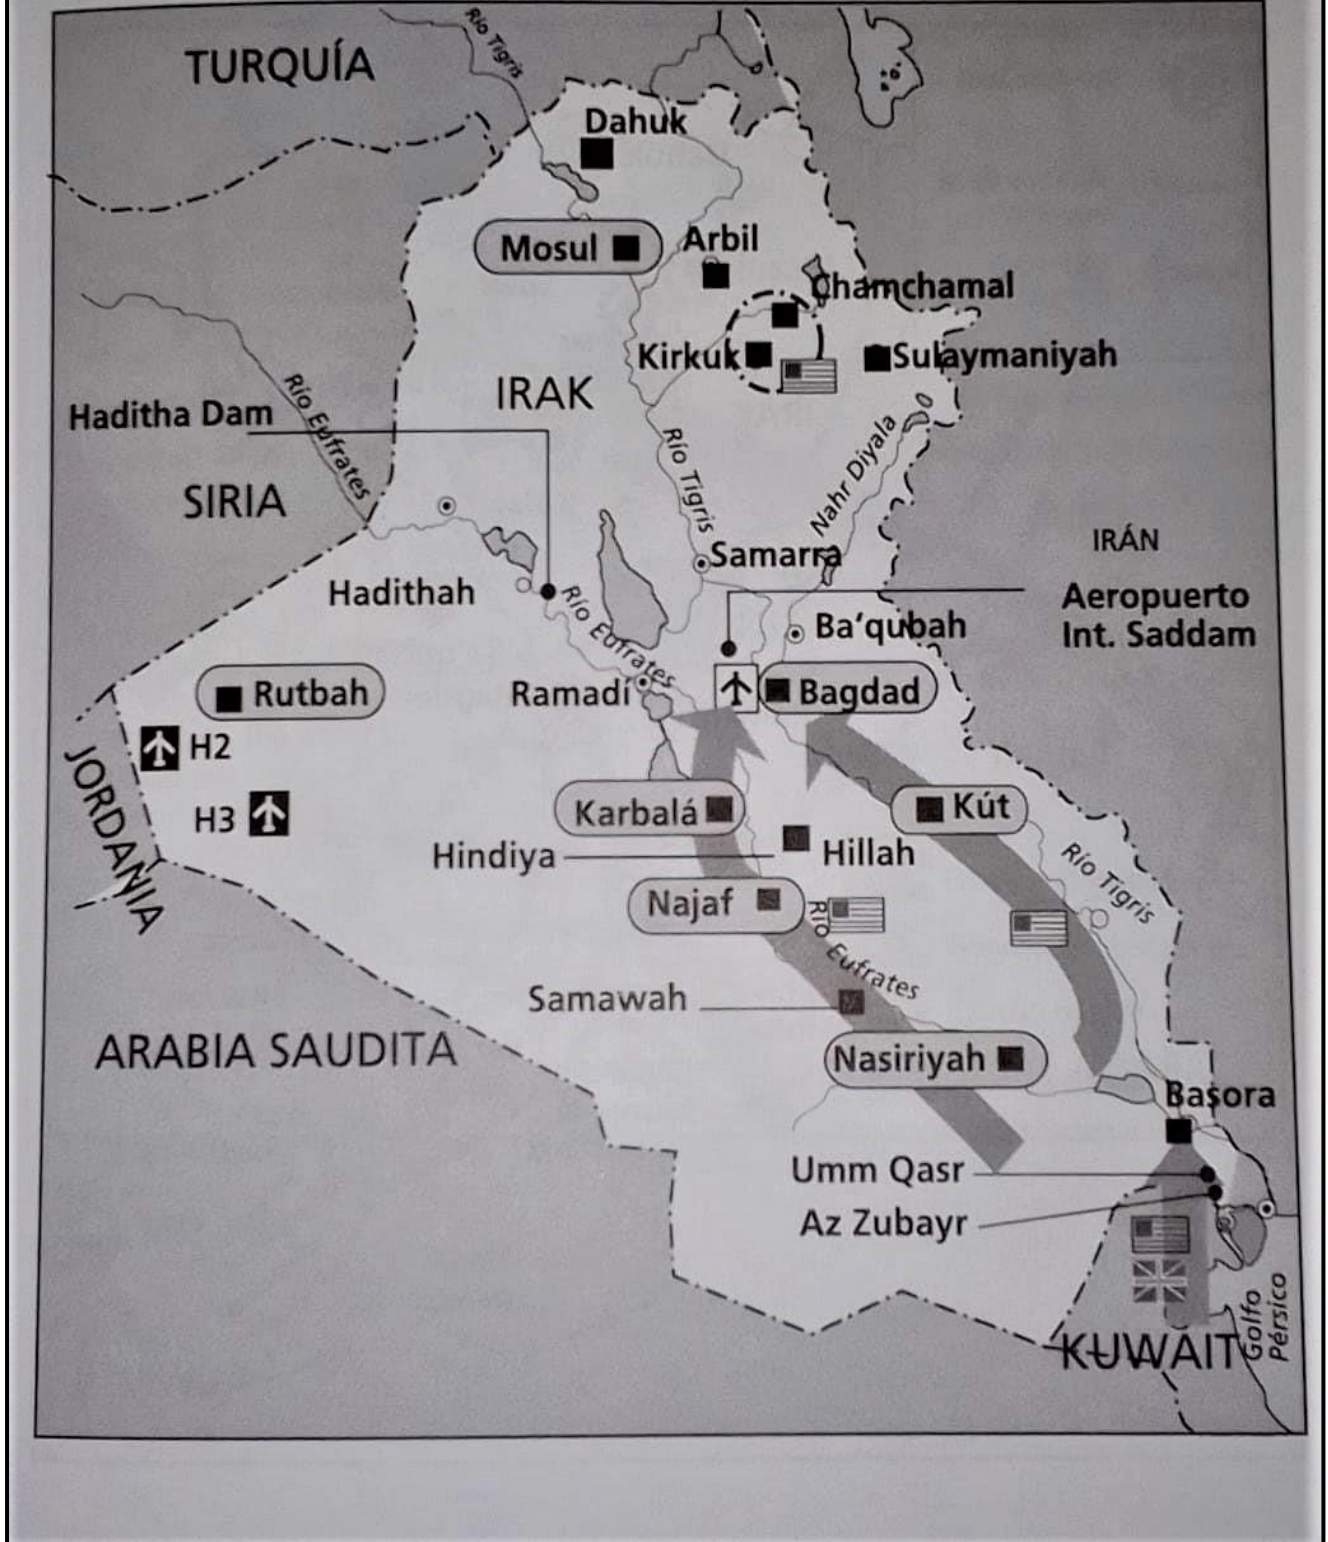 Río Tigris
TURQUÍA
Dahuk
Mosul
Arbil
Chamchamal
Kirkuk
Sulaymaniyah
IRAK
Río Eufrates
Haditha Dam
Río Tigris
Nahr Diyala
SIRIA
IRÁN
Samarra
Hadithah
Río Eufrates
Aeropuerto
Int. Saddam
Ba'qubah
Rutbah
Ramadi
Bagdad
H2
JORDANIA
H3
Karbalá
Kút
Hindiya
Hillah
Río Tigris
Najaf
Río Eufrates
Samawah
ARABIA SAUDITA
Nasiriyah
Basora
Umm Qasr
Az Zubayr
KUWAIT
Golfo
Pérsico